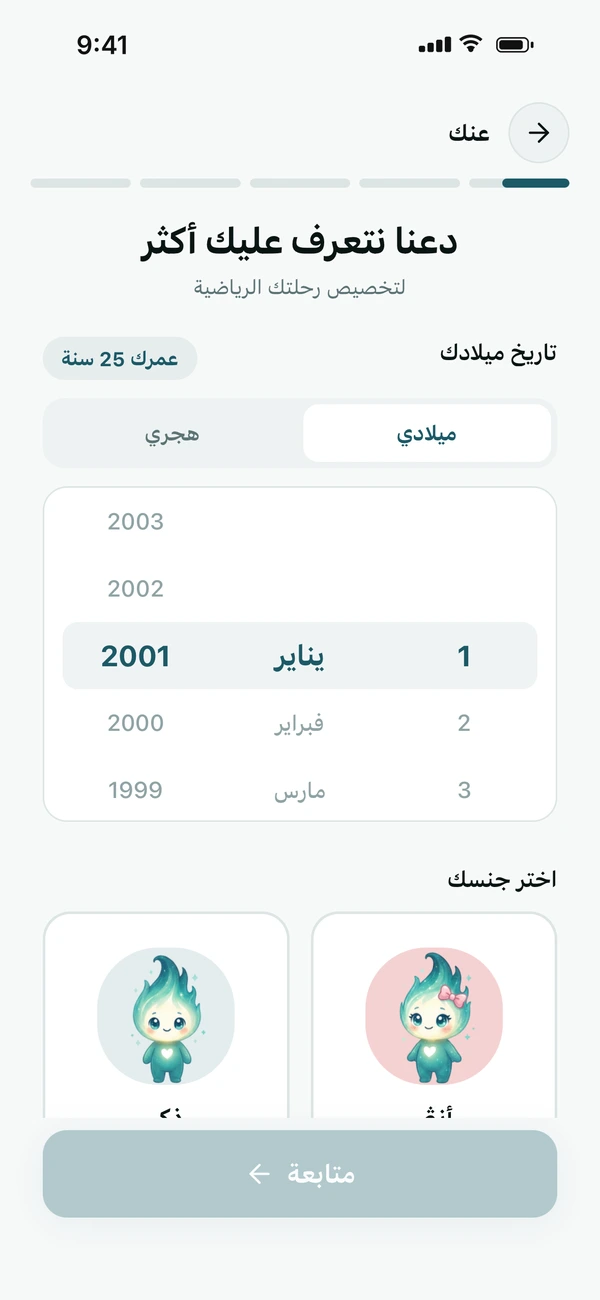 9:41
عنك
دعنا نتعرف عليك أكثر
لتخصيص رحلتك الرياضية
تاريخ ميلادك
عمرك 25 سنة
ميلادي
هجري
2003
2002
1 يناير 2001
2 فبراير 2000
3 مارس 1999
اختر جنسك
متابعة